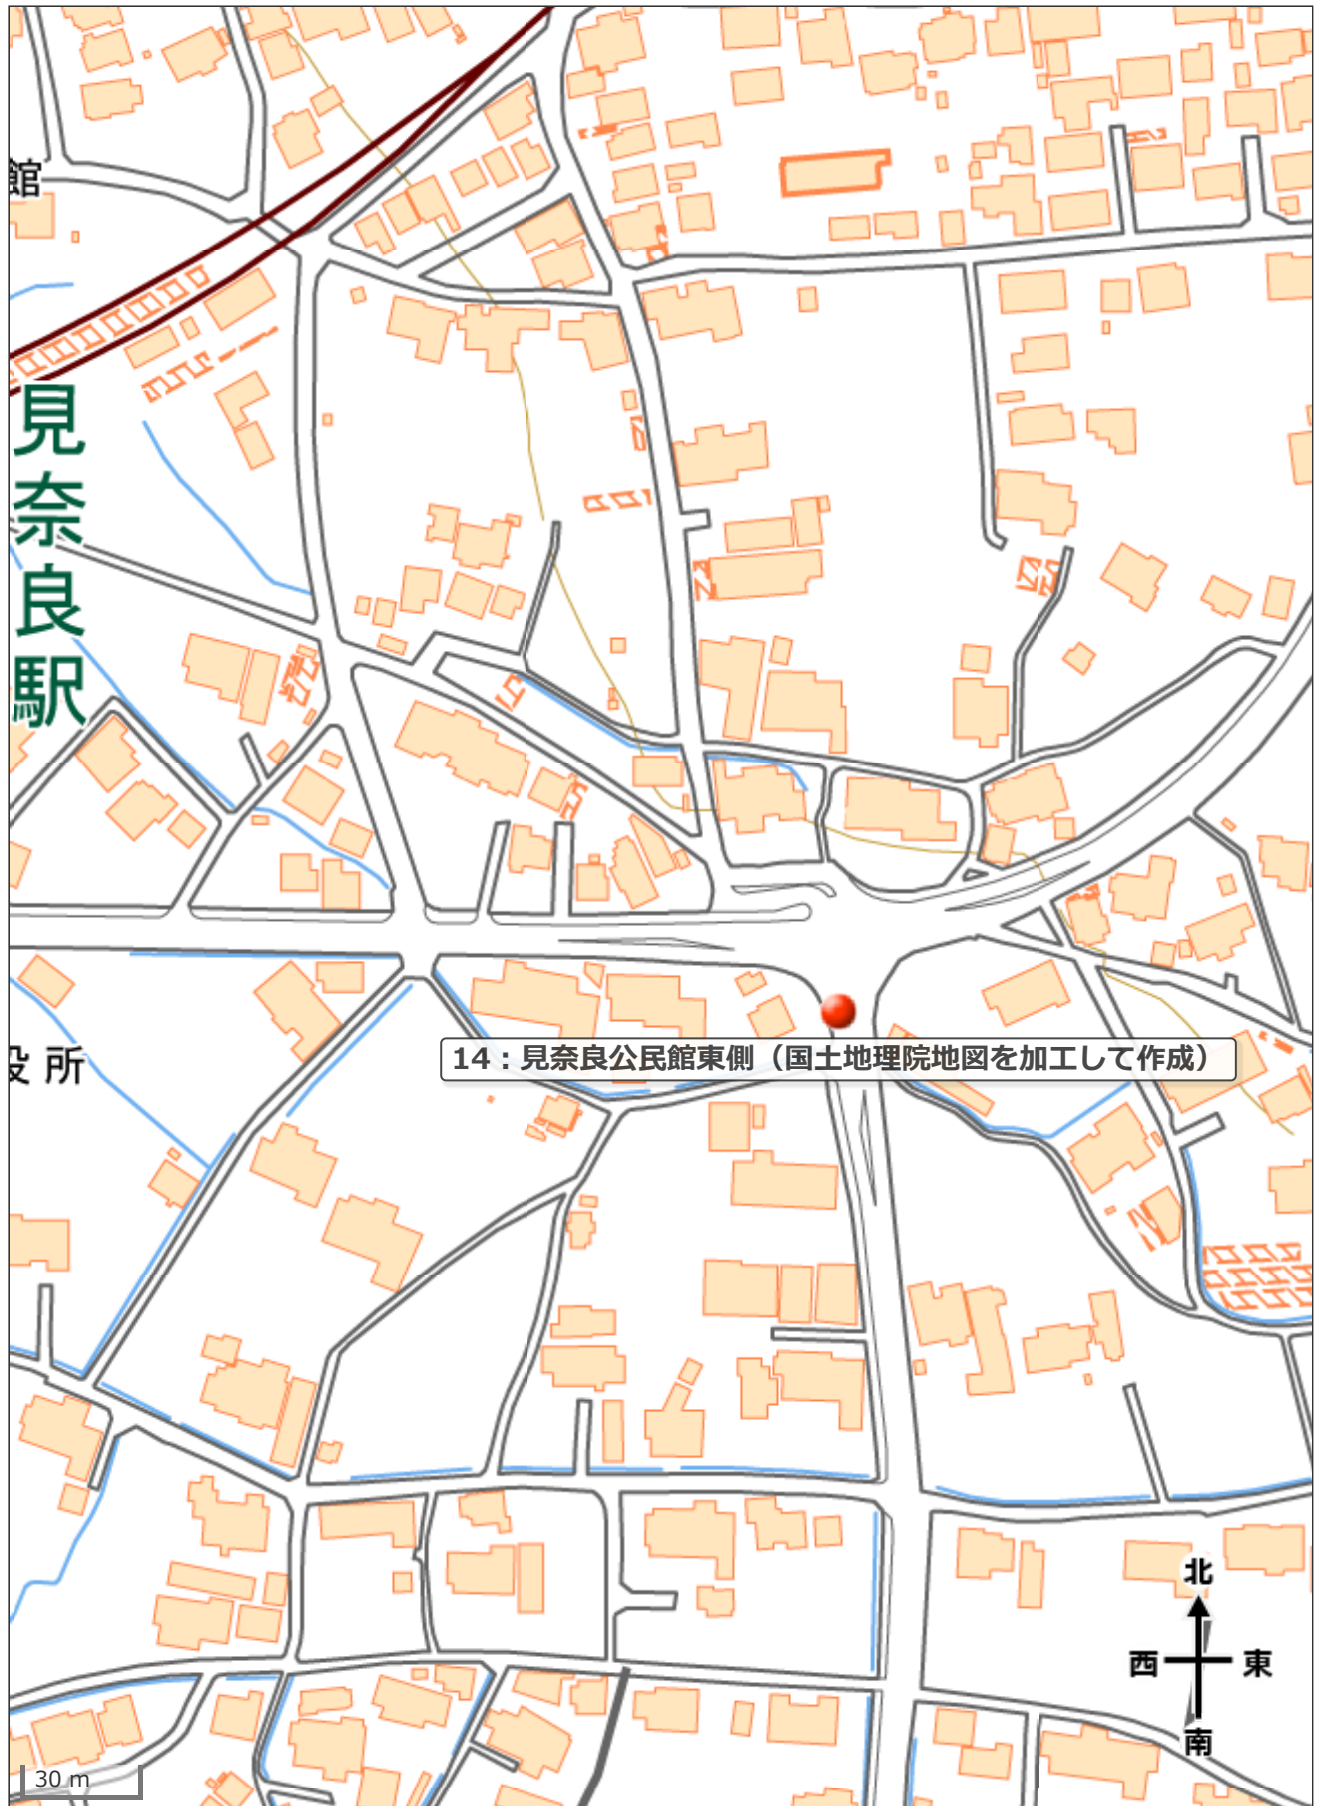 館
見奈良駅
14：見奈良公民館東側（国土地理院地図を加工して作成）
役所
北
西 東
南
30 m